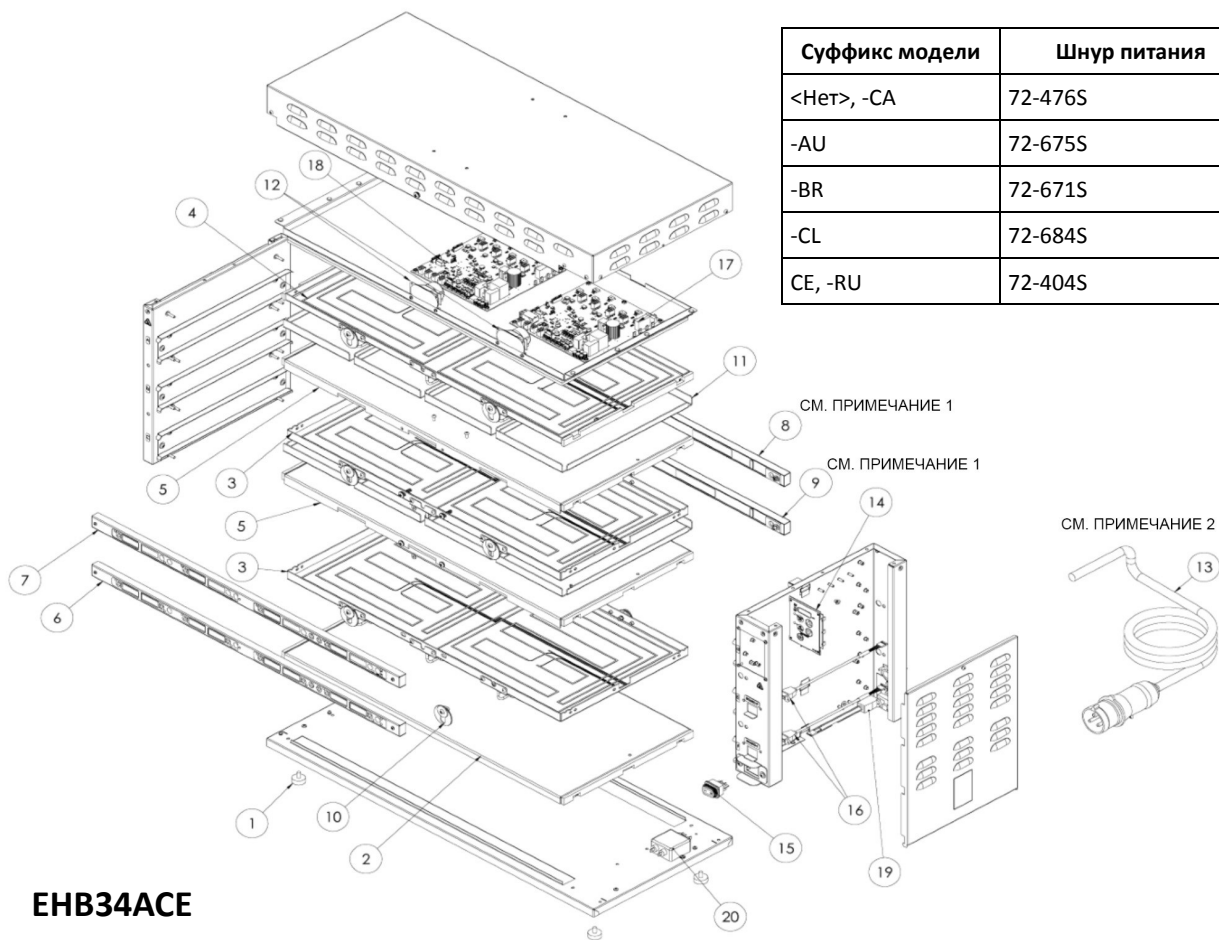 Суффикс модели Шнур питания
<Нет>, -CA 72-476S
-AU 72-675S
-BR 72-671S
-CL 72-684S
CE, -RU 72-404S
18
12
4
17
11
СМ. ПРИМЕЧАНИЕ 1
8
СМ. ПРИМЕЧАНИЕ 1
9
5
3
14
СМ. ПРИМЕЧАНИЕ 2
13
5
7
3
6
1
10
2
15
16
19
20
EHB34ACE